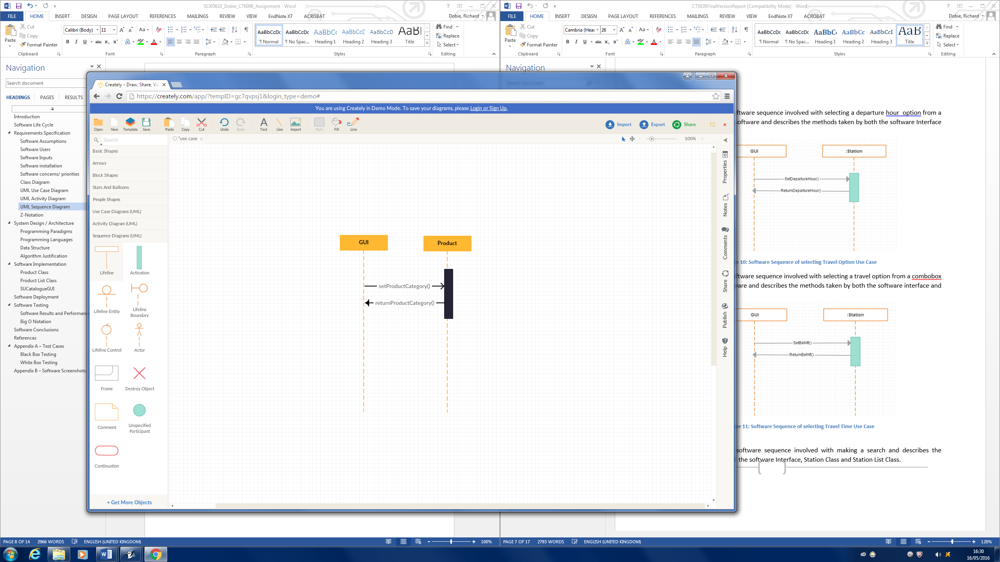 S1305610_Dobie_CT6006_Assignment - Word
FILE HOME INSERT DESIGN PAGE LAYOUT REFERENCES MAILINGS REVIEW VIEW EndNote X7 ACROBAT
Dobie, Richard
Paste
Cut
Copy
Format Painter
Clipboard
Calibri (Body) 11
Font
Paragraph
AaBbCcDc AaBbCcDc AaBbCc AaBbCcD AaBbCcD AaBl
¶ Normal ¶ No Spac... Heading 1 Heading 2 Heading 3 Title
Styles
Find
Replace
Select
Editing
CT5026FinalVersionReport [Compatibility Mode] - Word
FILE HOME INSERT DESIGN PAGE LAYOUT REFERENCES MAILINGS REVIEW VIEW EndNote X7 ACROBAT
Dobie, Richard
Paste
Cut
Copy
Format Painter
Clipboard
Cambria (Heac 26
Font
Paragraph
AaBbCcDc AaBbCcDc AaBbCc AaBbCc AaBbCcI AaB
¶ Normal ¶ No Spac... Heading 1 Heading 2 Heading 3 Title
Styles
Find
Replace
Select
Editing
Navigation
Search document
HEADINGS PAGES RESULTS
Introduction
Software Life Cycle
Requirements Specification
Software Assumptions
Software Users
Software Inputs
Software installation
Software concerns/ priorities
Class Diagram
UML Use Case Diagram
UML Activity Diagram
UML Sequence Diagram
Z-Notation
System Design / Architecture
Programming Paradigms
Programming Languages
Data Structure
Algorithm Justification
Software Implementation
Product Class
Product List Class
SUCatalogueGUI
Software Deployment
Software Testing
Software Results and Performan
Big O Notation
Software Conclusions
References
Appendix A – Test Cases
Black Box Testing
White Box Testing
Appendix B – Software Screenshots
Navigation
Creately - Draw, Share, Va
https://creately.com/app/?tempID=gc7qvpsj1&login_type=demo#
You are using Creately in Demo Mode. To save your diagrams, please Login or Sign Up.
Open New Template Save Paste Copy Cut Undo Redo Text Line Import Style Fill Line
Import Export Share
Search
*use case
100%
Basic Shapes
Arrows
Block Shapes
Stars And Balloons
People Shapes
Use Case Diagrams (UML)
Activity Diagram (UML)
Sequence Diagrams (UML)
Lifeline Activation
Lifeline Entity Lifeline Boundary
Lifeline Control Actor
Frame Destroy Object
Comment Unspecified Participant
Continuation
+ Get More Objects
GUI Product
setProductCategory()
returnProductCategory()
Properties
Notes
Comments
Share
Publish
Help
ftware sequence involved with selecting a departure hour option from a
software and describes the methods taken by both the software Interface
GUI :Station
SetDepartureHour()
ReturnDepartureHour()
e 10: Software Sequence of selecting Travel Option Use Case
ftware sequence involved with selecting a travel option from a combobox
ware and describes the methods taken by both the software interface and
GUI :Station
SetBefAft()
ReturnBefAft()
re 11: Software Sequence of selecting Travel Time Use Case
software sequence involved with making a search and describes the
the software Interface, Station Class and Station List Class.
PAGE 8 OF 14 2966 WORDS ENGLISH (UNITED KINGDOM) 100%
PAGE 7 OF 17 2793 WORDS ENGLISH (UNITED KINGDOM) 120%
16:30
16/05/2016